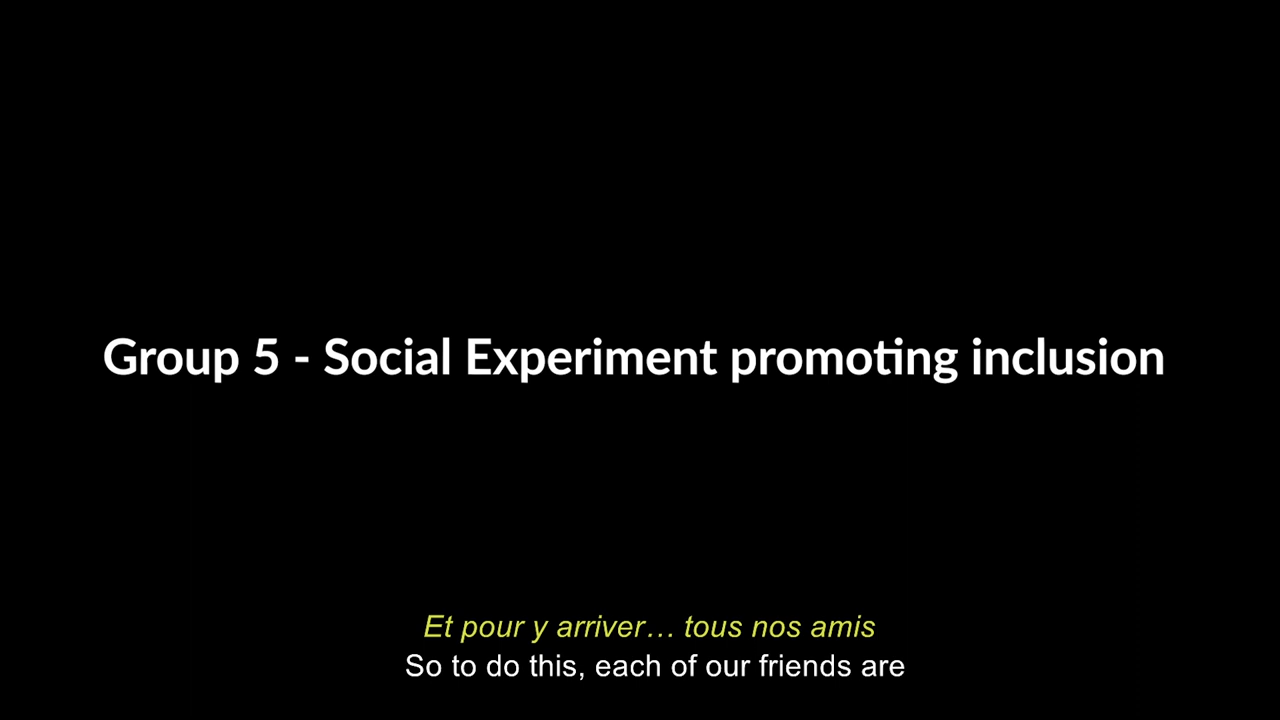 Group 5 - Social Experiment promoting inclusion
Et pour y arriver… tous nos amis
So to do this, each of our friends are